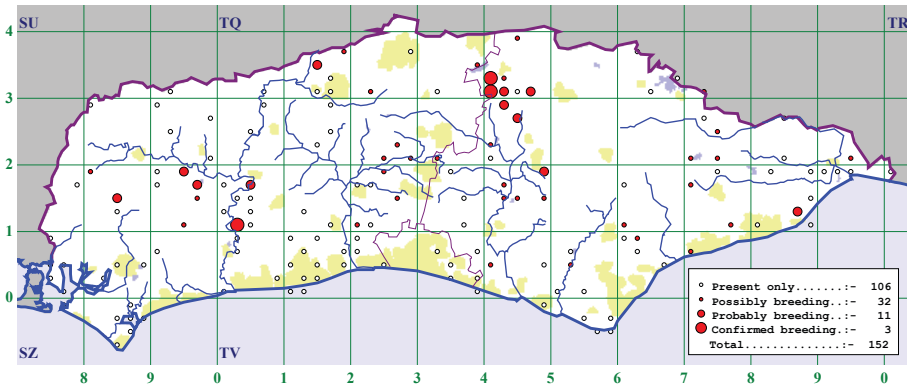 SU TQ TR
4
3
2
1
0
Present only.......:- 106
Possibly breeding..:- 32
Probably breeding..:- 11
Confirmed breeding.:- 3
Total..............:- 152
SZ TV
8 9 0 1 2 3 4 5 6 7 8 9 0